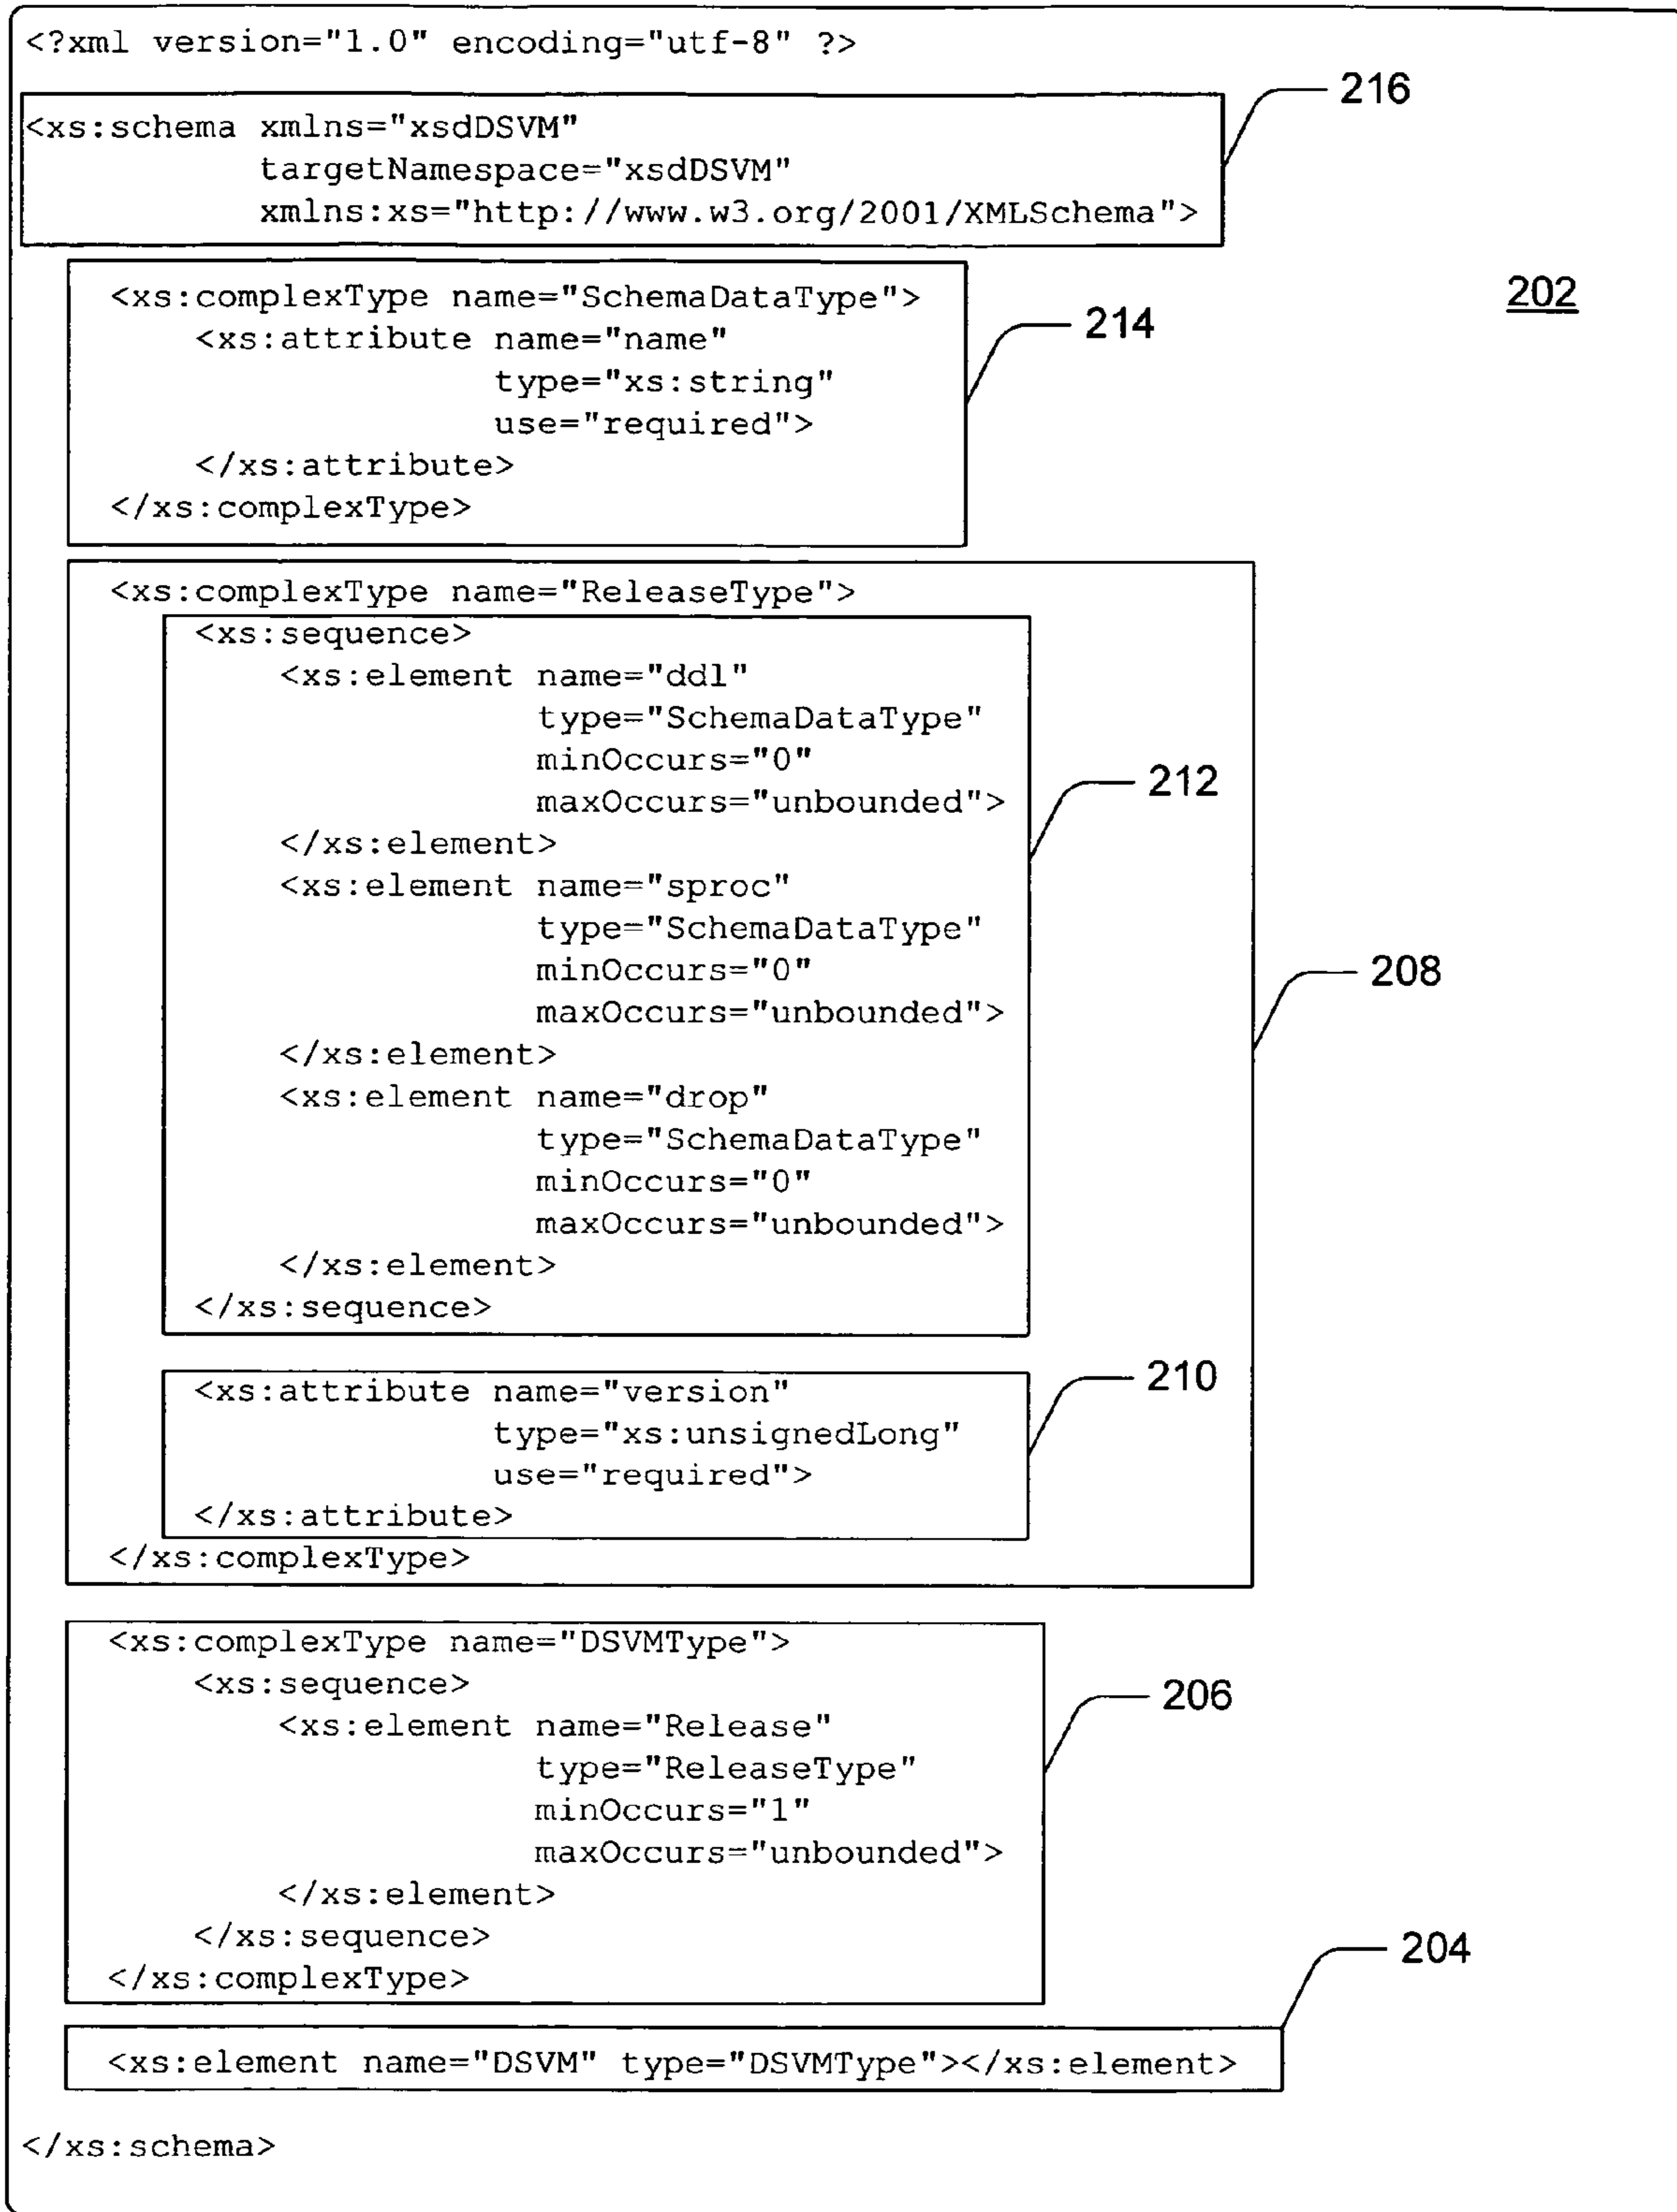 <?xml version="1.0" encoding="utf-8" ?>
216
<xs:schema xmlns="xsdDSVM"
targetNamespace="xsdDSVM"
xmlns:xs="http://www.w3.org/2001/XMLSchema">
202
<xs:complexType name="SchemaDataType">
214
<xs:attribute name="name"
type="xs:string"
use="required">
</xs:attribute>
</xs:complexType>
<xs:complexType name="ReleaseType">
<xs:sequence>
<xs:element name="ddl"
type="SchemaDataType"
minOccurs="0"
212
maxOccurs="unbounded">
</xs:element>
<xs:element name="sproc"
type="SchemaDataType"
minOccurs="0"
208
maxOccurs="unbounded">
</xs:element>
<xs:element name="drop"
type="SchemaDataType"
minOccurs="0"
maxOccurs="unbounded">
</xs:element>
</xs:sequence>
210
<xs:attribute name="version"
type="xs:unsignedLong"
use="required">
</xs:attribute>
</xs:complexType>
<xs:complexType name="DSVMType">
<xs:sequence>
206
<xs:element name="Release"
type="ReleaseType"
minOccurs="1"
maxOccurs="unbounded">
</xs:element>
</xs:sequence>
204
</xs:complexType>
<xs:element name="DSVM" type="DSVMType"></xs:element>
</xs:schema>